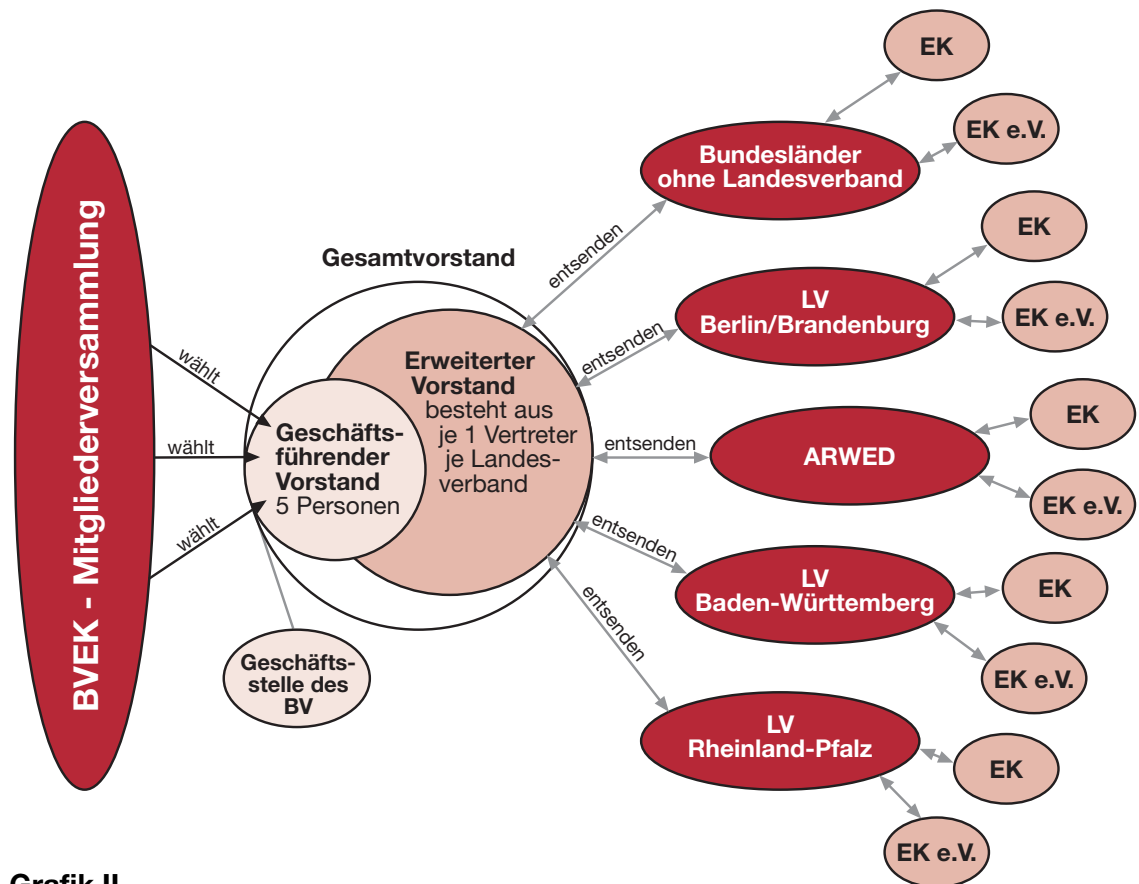 BVEK - Mitgliederversammlung
wählt
wählt
wählt
Gesamtvorstand
Geschäfts-
führender
Vorstand
5 Personen
Erweiterter
Vorstand
besteht aus
je 1 Vertreter
je Landes-
verband
Geschäfts-
stelle des
BV
entsenden
entsenden
entsenden
entsenden
entsenden
Bundesländer
ohne Landesverband
EK
EK e.V.
LV
Berlin/Brandenburg
EK
EK e.V.
ARWED
EK
EK e.V.
LV
Baden-Württemberg
EK
EK e.V.
LV
Rheinland-Pfalz
EK
EK e.V.
Grafik II